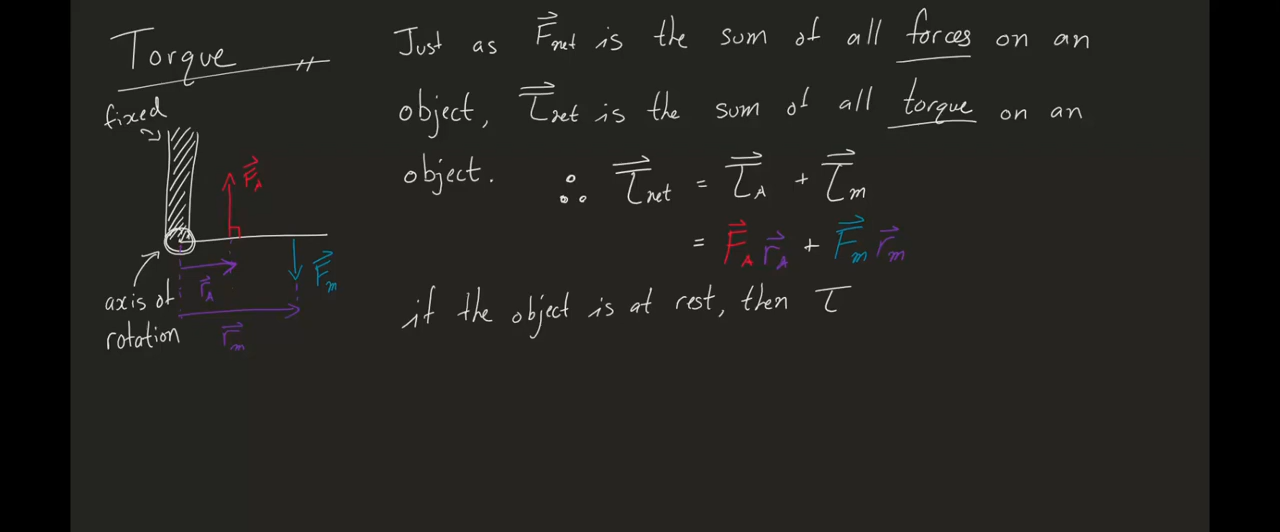 Torque
fixed
F⃗A
F⃗m
r⃗A
r⃗m
axis of
rotation
Just as F⃗net is the sum of all forces on an
object, τ⃗net is the sum of all torque on an
object. ∴ τ⃗net = τ⃗A + τ⃗m
= F⃗A r⃗A + F⃗m r⃗m
if the object is at rest, then τ